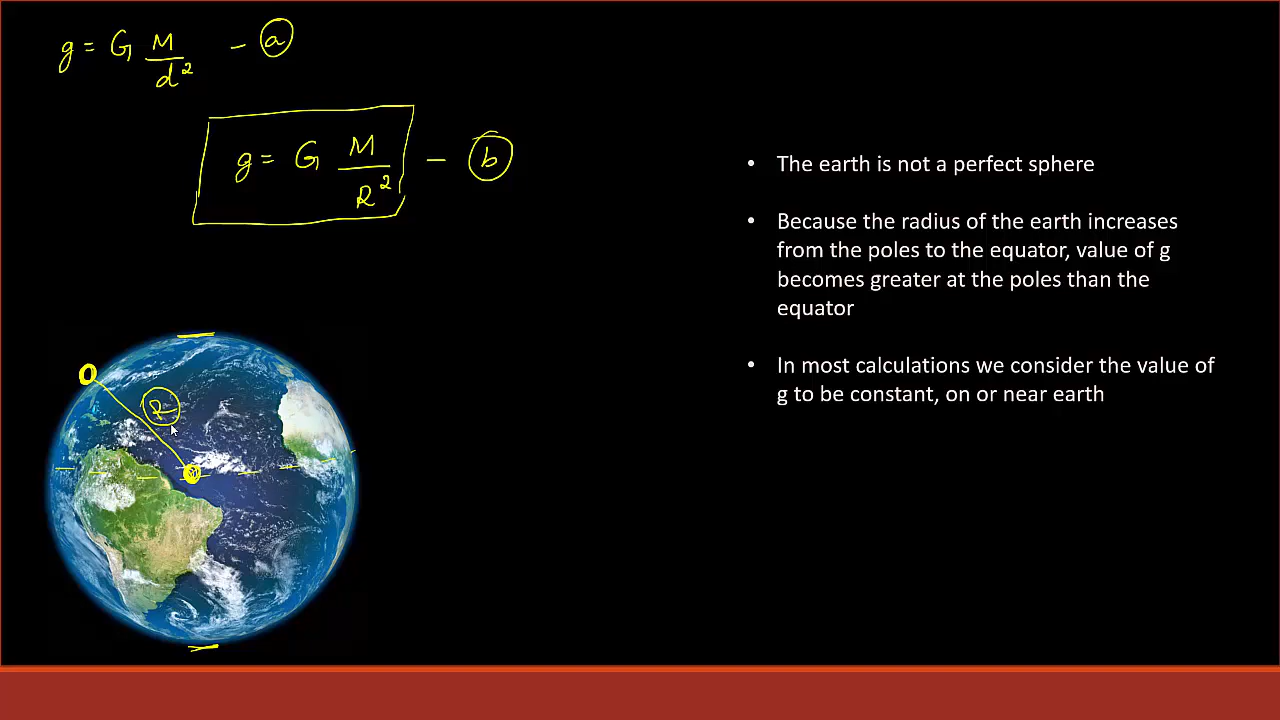 g = G M/d² - ⓐ
g = G M/R² - ⓑ
• The earth is not a perfect sphere
• Because the radius of the earth increases
from the poles to the equator, value of g
becomes greater at the poles than the
equator
• In most calculations we consider the value of
g to be constant, on or near earth
R